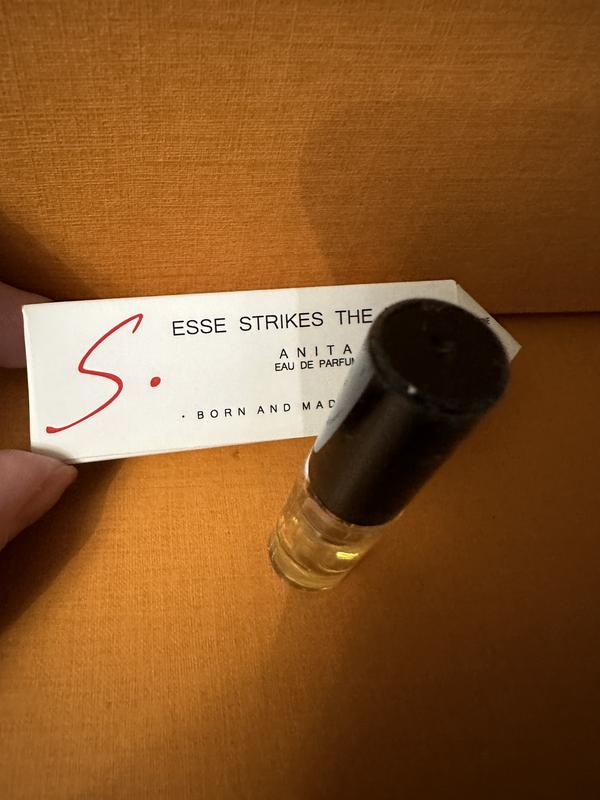 S.
ESSE STRIKES THE
ANITA
EAU DE PARFUM
· BORN AND MAD